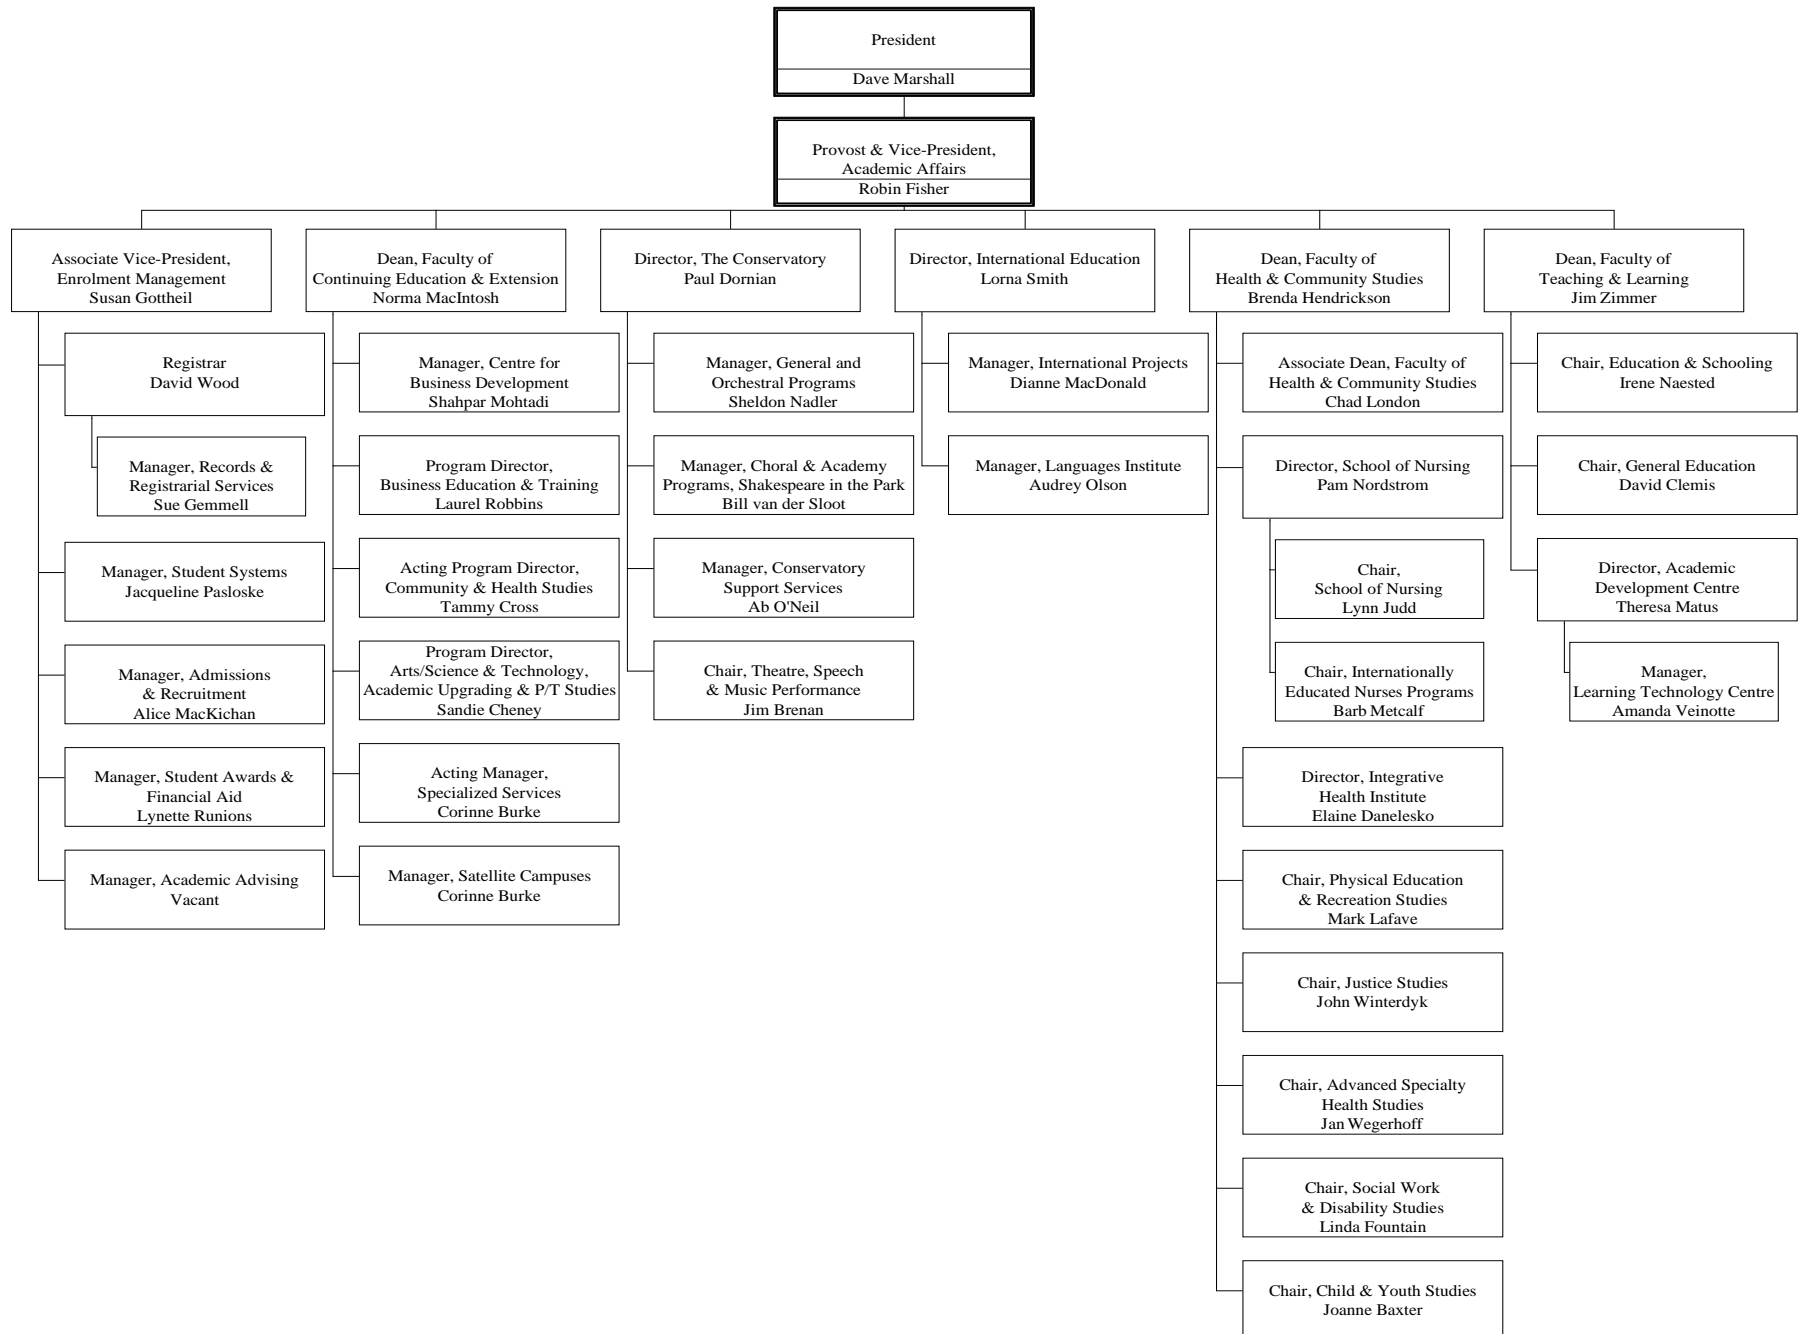 President
Dave Marshall
Provost & Vice-President,
Academic Affairs
Robin Fisher
Associate Vice-President,
Enrolment Management
Susan Gottheil
Registrar
David Wood
Manager, Records &
Registrarial Services
Sue Gemmell
Manager, Student Systems
Jacqueline Pasloske
Manager, Admissions
& Recruitment
Alice MacKichan
Manager, Student Awards &
Financial Aid
Lynette Runions
Manager, Academic Advising
Vacant
Dean, Faculty of
Continuing Education & Extension
Norma MacIntosh
Manager, Centre for
Business Development
Shahpar Mohtadi
Program Director,
Business Education & Training
Laurel Robbins
Acting Program Director,
Community & Health Studies
Tammy Cross
Program Director,
Arts/Science & Technology,
Academic Upgrading & P/T Studies
Sandie Cheney
Acting Manager,
Specialized Services
Corinne Burke
Manager, Satellite Campuses
Corinne Burke
Director, The Conservatory
Paul Dornian
Manager, General and
Orchestral Programs
Sheldon Nadler
Manager, Choral & Academy
Programs, Shakespeare in the Park
Bill van der Sloot
Manager, Conservatory
Support Services
Ab O'Neil
Chair, Theatre, Speech
& Music Performance
Jim Brenan
Director, International Education
Lorna Smith
Manager, International Projects
Dianne MacDonald
Manager, Languages Institute
Audrey Olson
Dean, Faculty of
Health & Community Studies
Brenda Hendrickson
Associate Dean, Faculty of
Health & Community Studies
Chad London
Director, School of Nursing
Pam Nordstrom
Chair,
School of Nursing
Lynn Judd
Chair, Internationally
Educated Nurses Programs
Barb Metcalf
Director, Integrative
Health Institute
Elaine Danelesko
Chair, Physical Education
& Recreation Studies
Mark Lafave
Chair, Justice Studies
John Winterdyk
Chair, Advanced Specialty
Health Studies
Jan Wegerhoff
Chair, Social Work
& Disability Studies
Linda Fountain
Chair, Child & Youth Studies
Joanne Baxter
Dean, Faculty of
Teaching & Learning
Jim Zimmer
Chair, Education & Schooling
Irene Naested
Chair, General Education
David Clemis
Director, Academic
Development Centre
Theresa Matus
Manager,
Learning Technology Centre
Amanda Veinotte